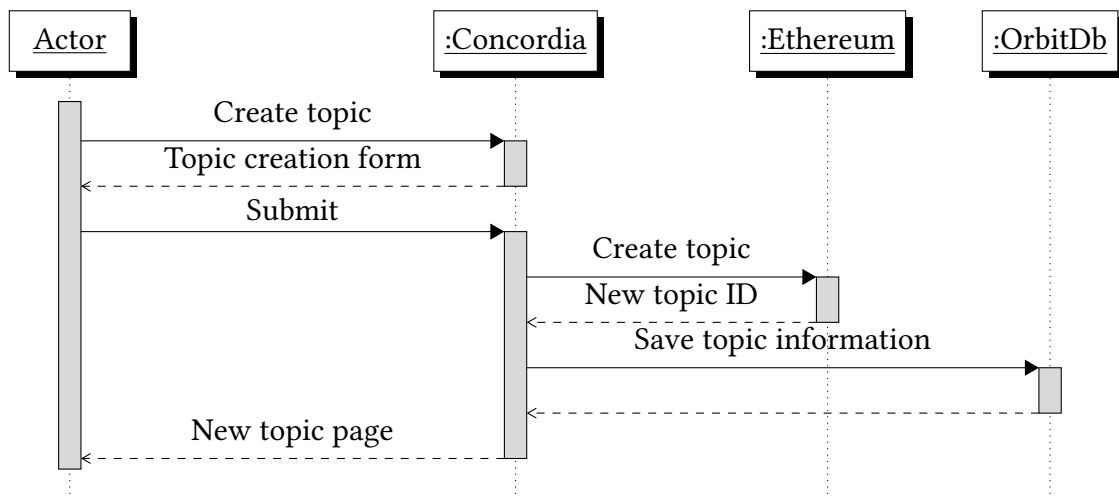 Actor
:Concordia
:Ethereum
:OrbitDb
Create topic
Topic creation form
Submit
Create topic
New topic ID
Save topic information
New topic page